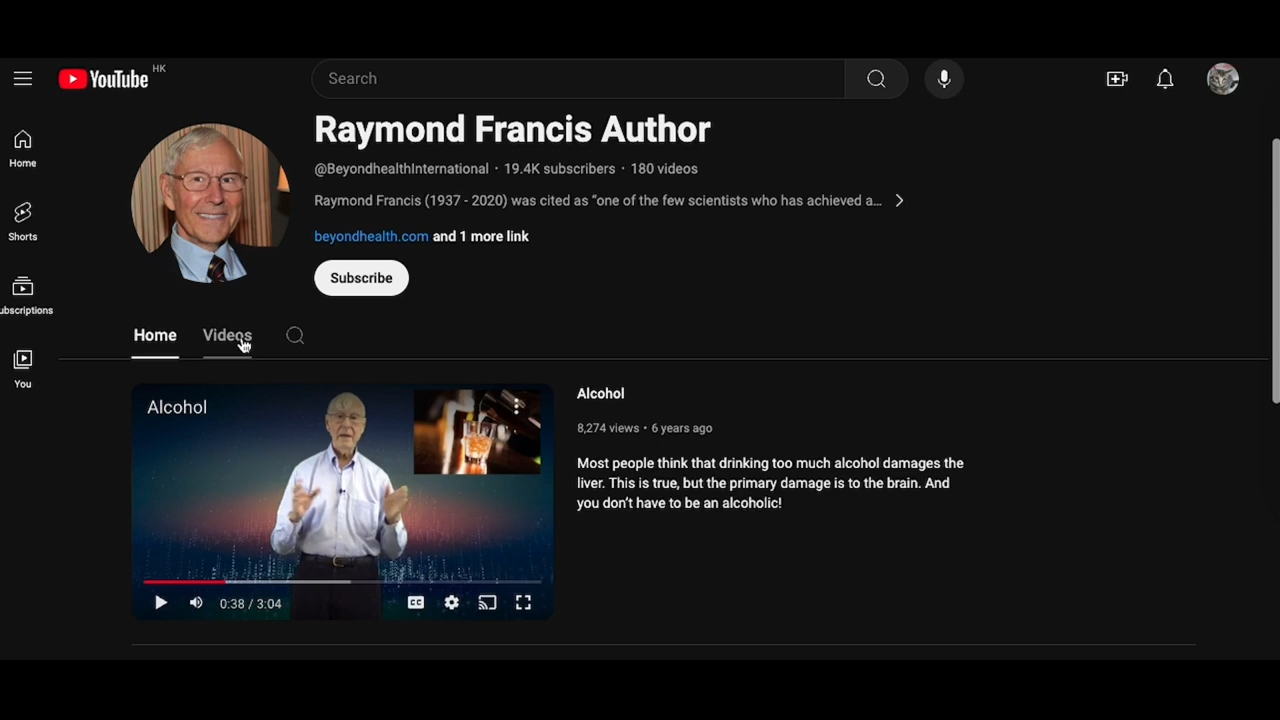 YouTube HK
Search
Home
Shorts
ubscriptions
You
Raymond Francis Author
@BeyondhealthInternational · 19.4K subscribers · 180 videos
Raymond Francis (1937 - 2020) was cited as “one of the few scientists who has achieved a...
beyondhealth.com and 1 more link
Subscribe
Home Videos
Alcohol
0:38 / 3:04
CC
Alcohol
8,274 views · 6 years ago
Most people think that drinking too much alcohol damages the
liver. This is true, but the primary damage is to the brain. And
you don't have to be an alcoholic!